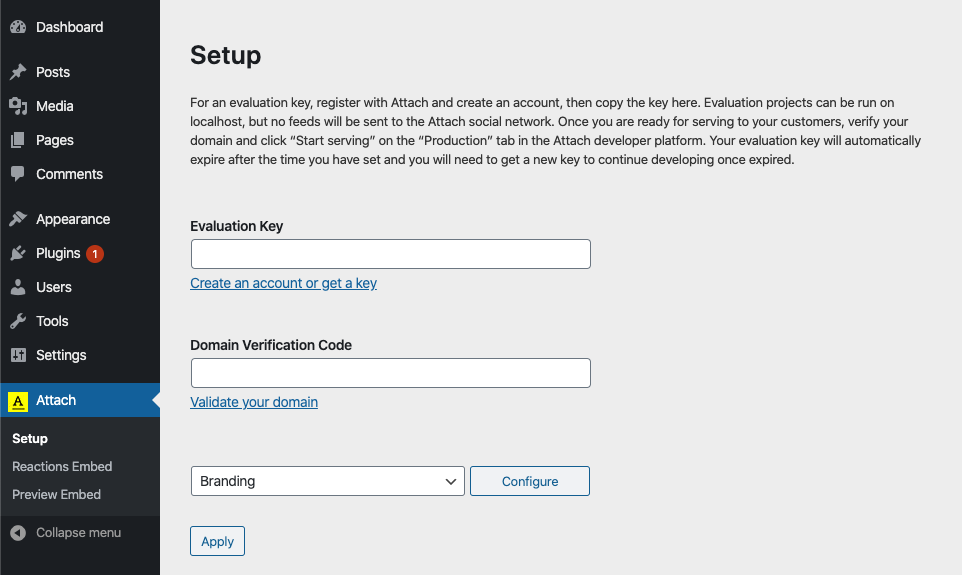 Dashboard
Posts
Media
Pages
Comments
Appearance
Plugins 1
Users
Tools
Settings
A Attach
Setup
Reactions Embed
Preview Embed
Collapse menu
Setup
For an evaluation key, register with Attach and create an account, then copy the key here. Evaluation projects can be run on
localhost, but no feeds will be sent to the Attach social network. Once you are ready for serving to your customers, verify your
domain and click “Start serving” on the “Production” tab in the Attach developer platform. Your evaluation key will automatically
expire after the time you have set and you will need to get a new key to continue developing once expired.
Evaluation Key
Create an account or get a key
Domain Verification Code
Validate your domain
Branding
Configure
Apply